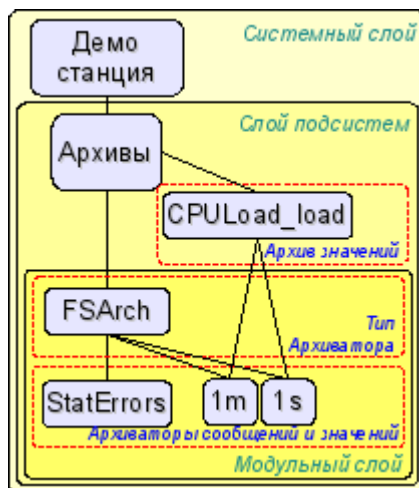 Системный слой
Демо
станция
Слой подсистем
Архивы
CPULoad_load
Архив значений
FSArch
Тип
Архиватора
StatErrors
1m
1s
Архиваторы сообщений и значений
Модульный слой